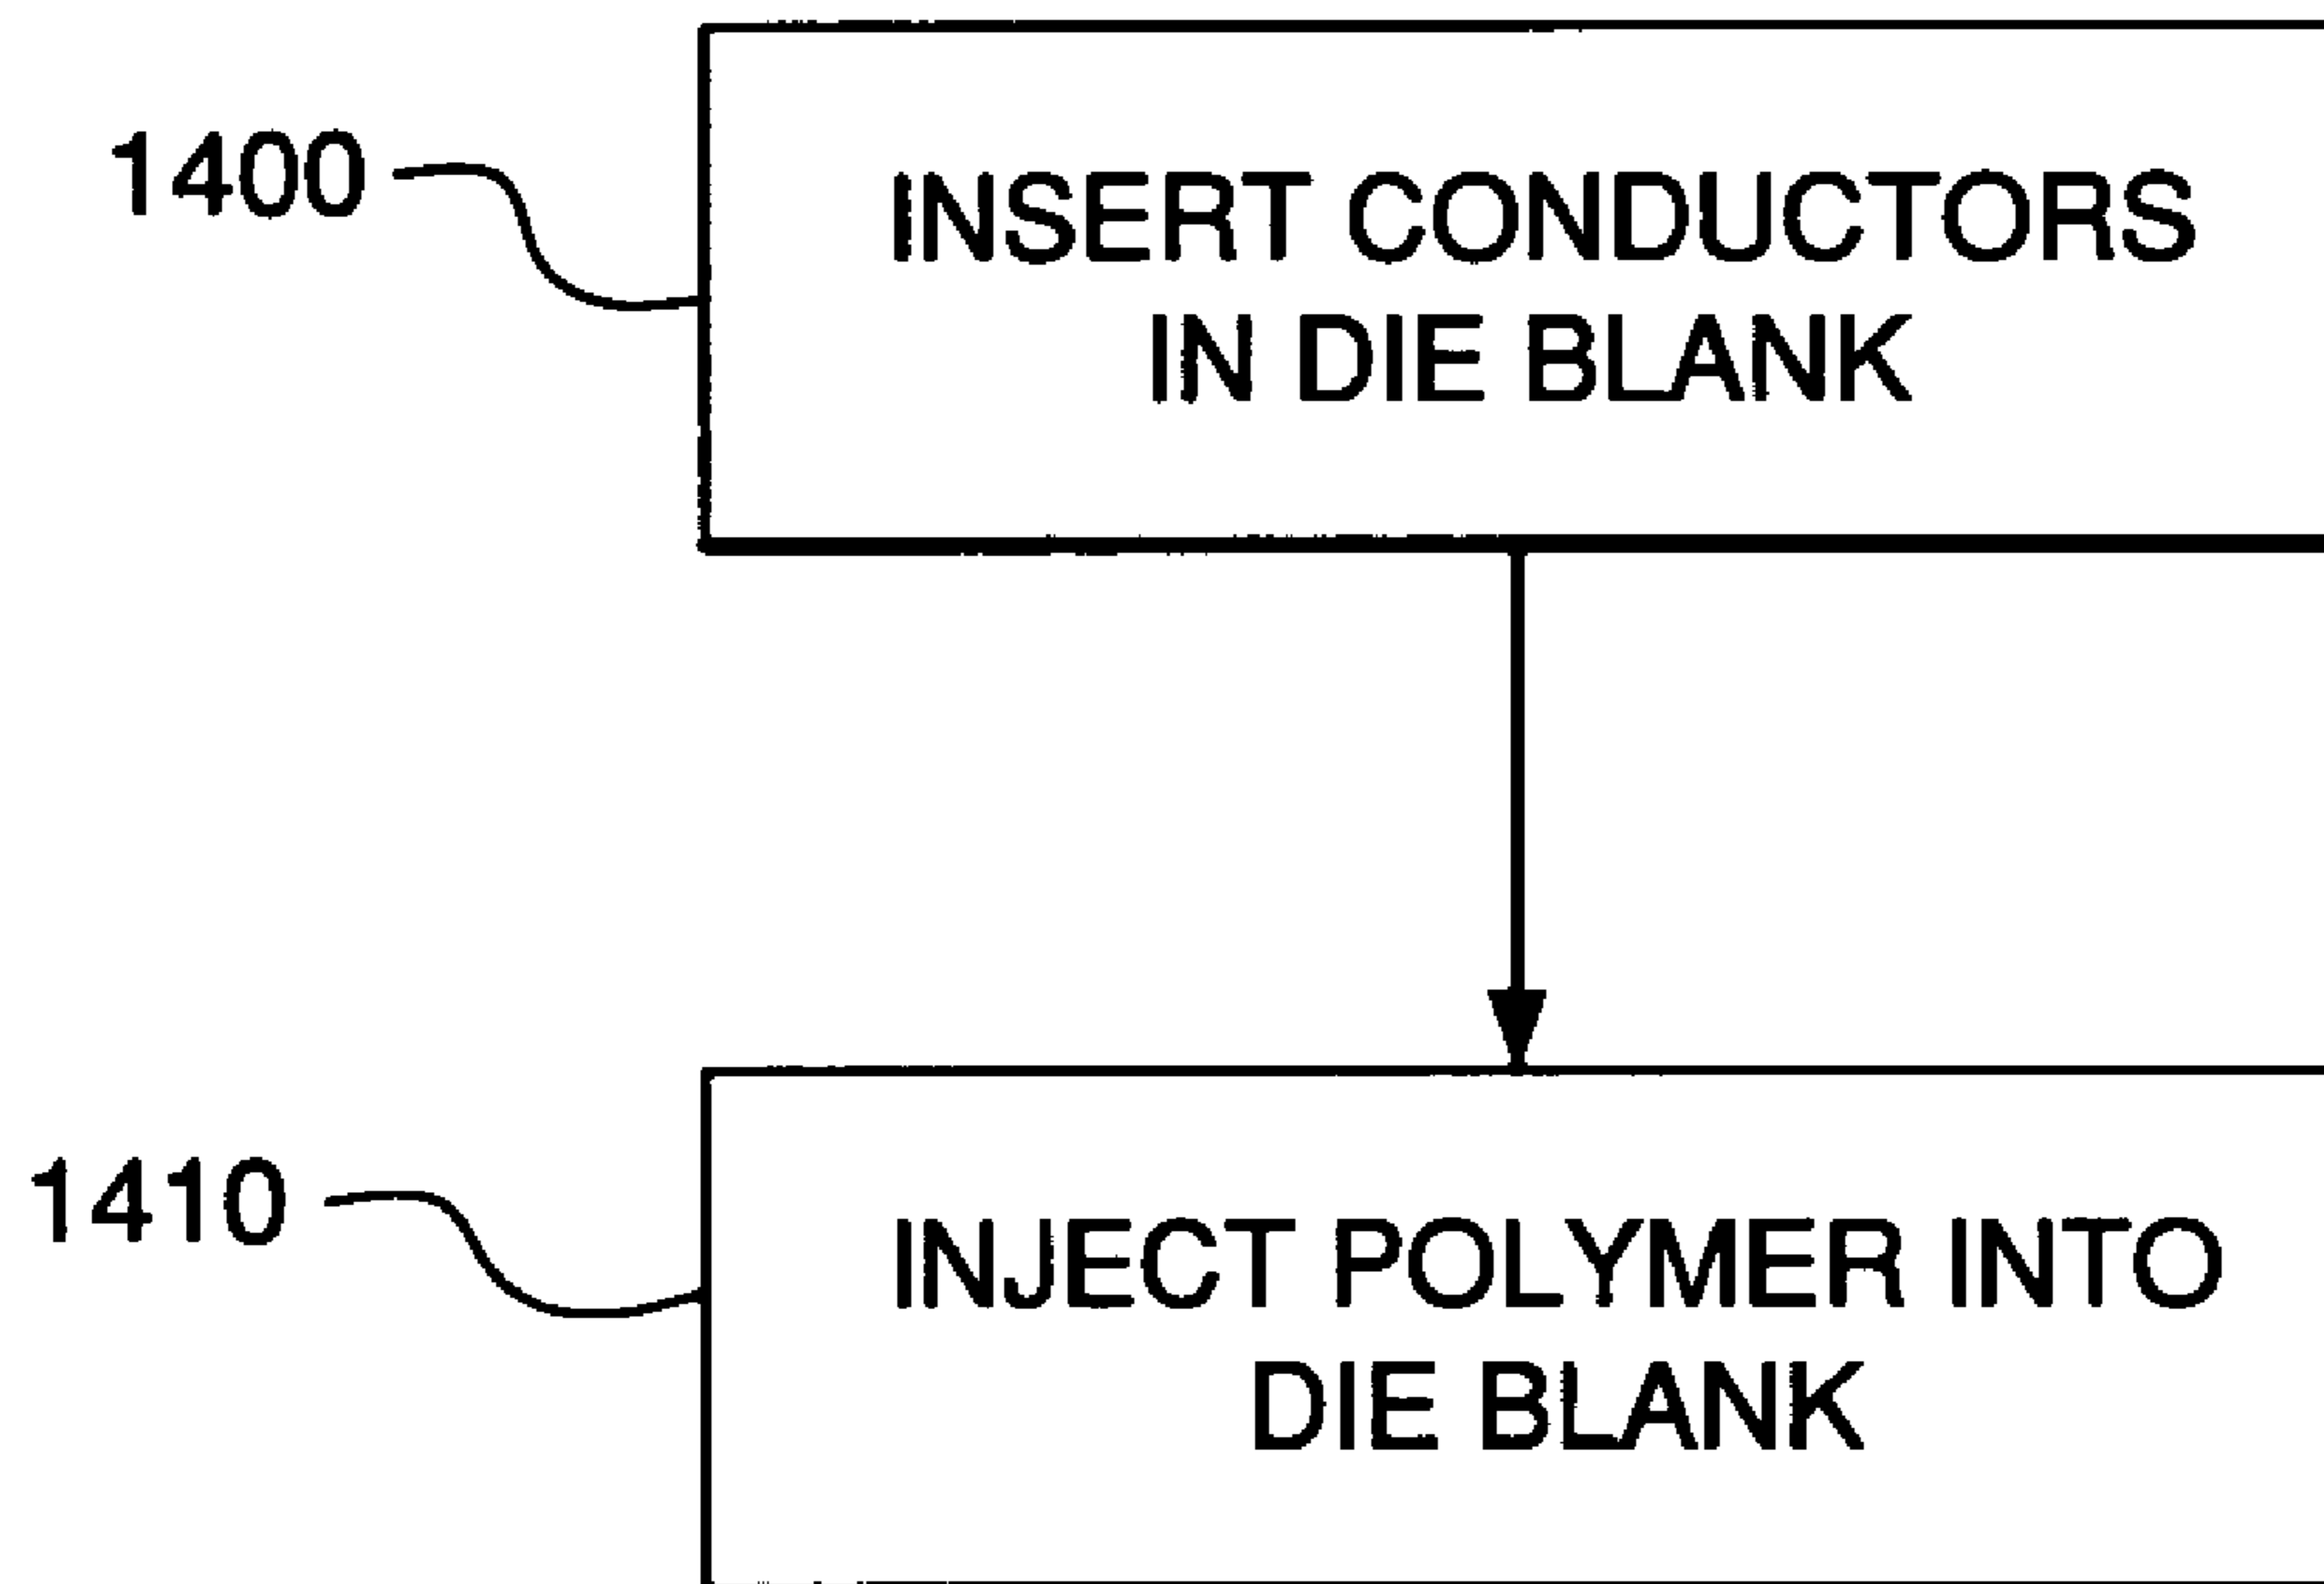 1400
INSERT CONDUCTORS
IN DIE BLANK
1410
INJECT POLYMER INTO
DIE BLANK